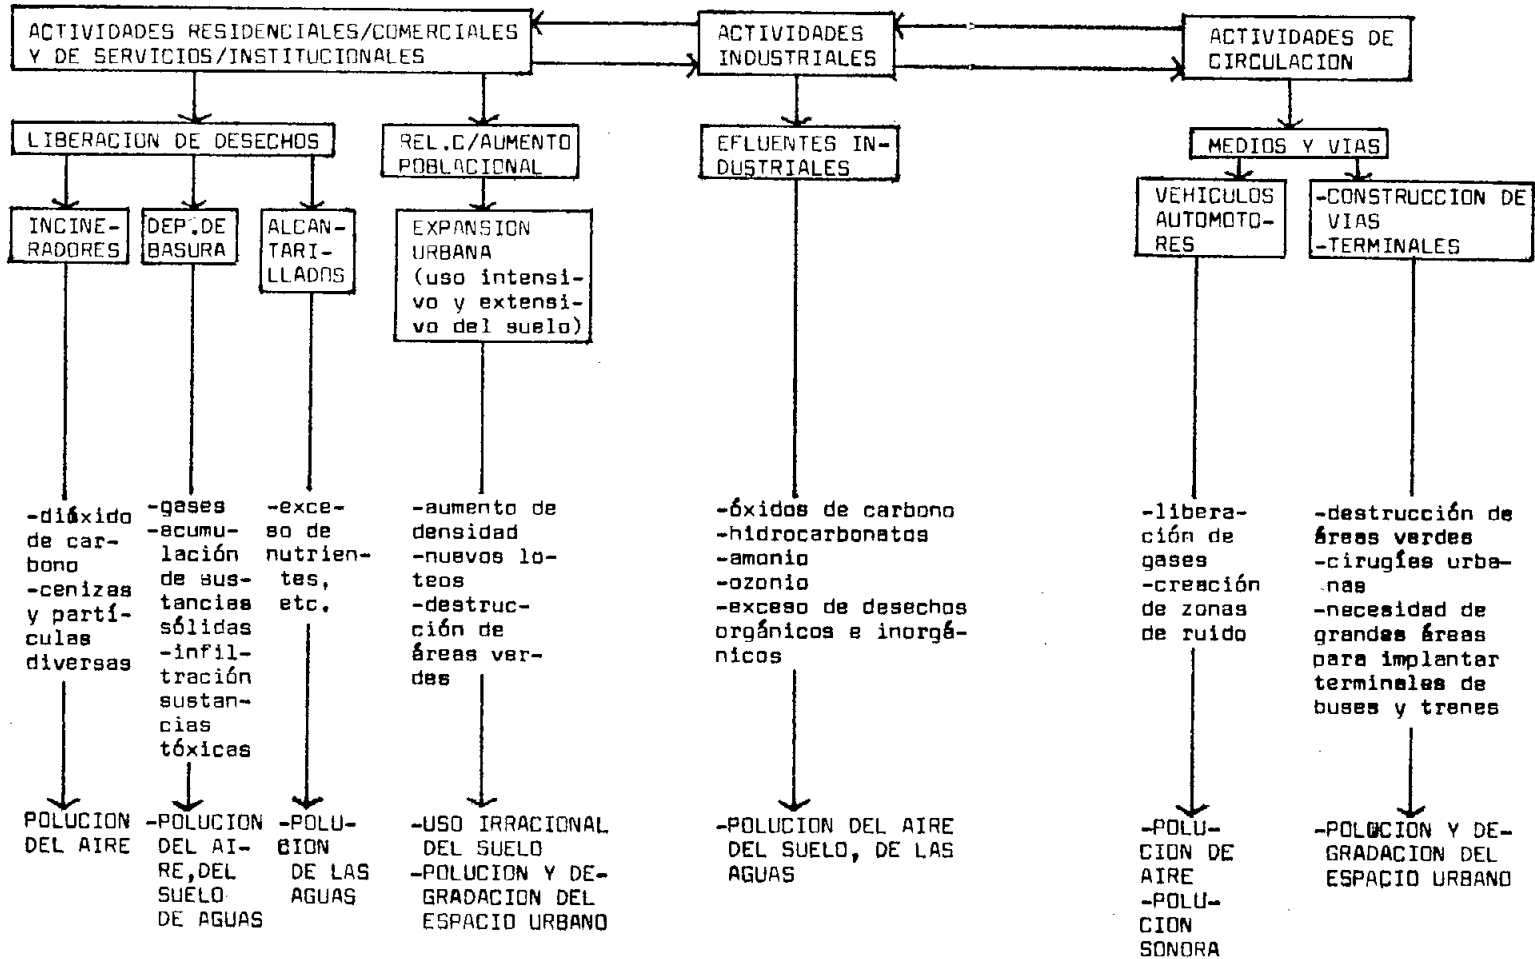 ACTIVIDADES RESIDENCIALES/COMERCIALES
Y DE SERVICIOS/INSTITUCIONALES
ACTIVIDADES
INDUSTRIALES
ACTIVIDADES DE
CIRCULACION
LIBERACION DE DESECHOS
REL.C/AUMENTO
POBLACIONAL
EFLUENTES IN-
DUSTRIALES
MEDIOS Y VIAS
INCINE-
RADORES
DEP.DE
BASURA
ALCAN-
TARI-
LLADOS
EXPANSION
URBANA
(uso intensi-
vo y extensi-
vo del suelo)
VEHICULOS
AUTOMOTO-
RES
-CONSTRUCCION DE
VIAS
-TERMINALES
-dióxido
de car-
bono
-cenizas
y partí-
culas
diversas
-gases
-acumu-
lación
de sus-
tancias
sólidas
-infil-
tración
sustan-
cias
tóxicas
-exce-
so de
nutrien-
tes,
etc.
-aumento de
densidad
-nuevos lo-
teos
-destruc-
ción de
áreas ver-
des
-óxidos de carbono
-hidrocarbonatos
-amonio
-ozonio
-exceso de desechos
orgánicos e inorgá-
nicos
-libera-
ción de
gases
-creación
de zonas
de ruido
-destrucción de
áreas verdes
-cirugías urba-
nas
-necesidad de
grandes áreas
para implantar
terminales de
buses y trenes
POLUCION
DEL AIRE
-POLUCION
DEL AI-
RE,DEL
SUELO
DE AGUAS
-POLU-
CION
DE LAS
AGUAS
-USO IRRACIONAL
DEL SUELO
-POLUCION Y DE-
GRADACION DEL
ESPACIO URBANO
-POLUCION DEL AIRE
DEL SUELO, DE LAS
AGUAS
-POLU-
CION DE
AIRE
-POLU-
CION
SONORA
-POLUCION Y DE-
GRADACION DEL
ESPACIO URBANO